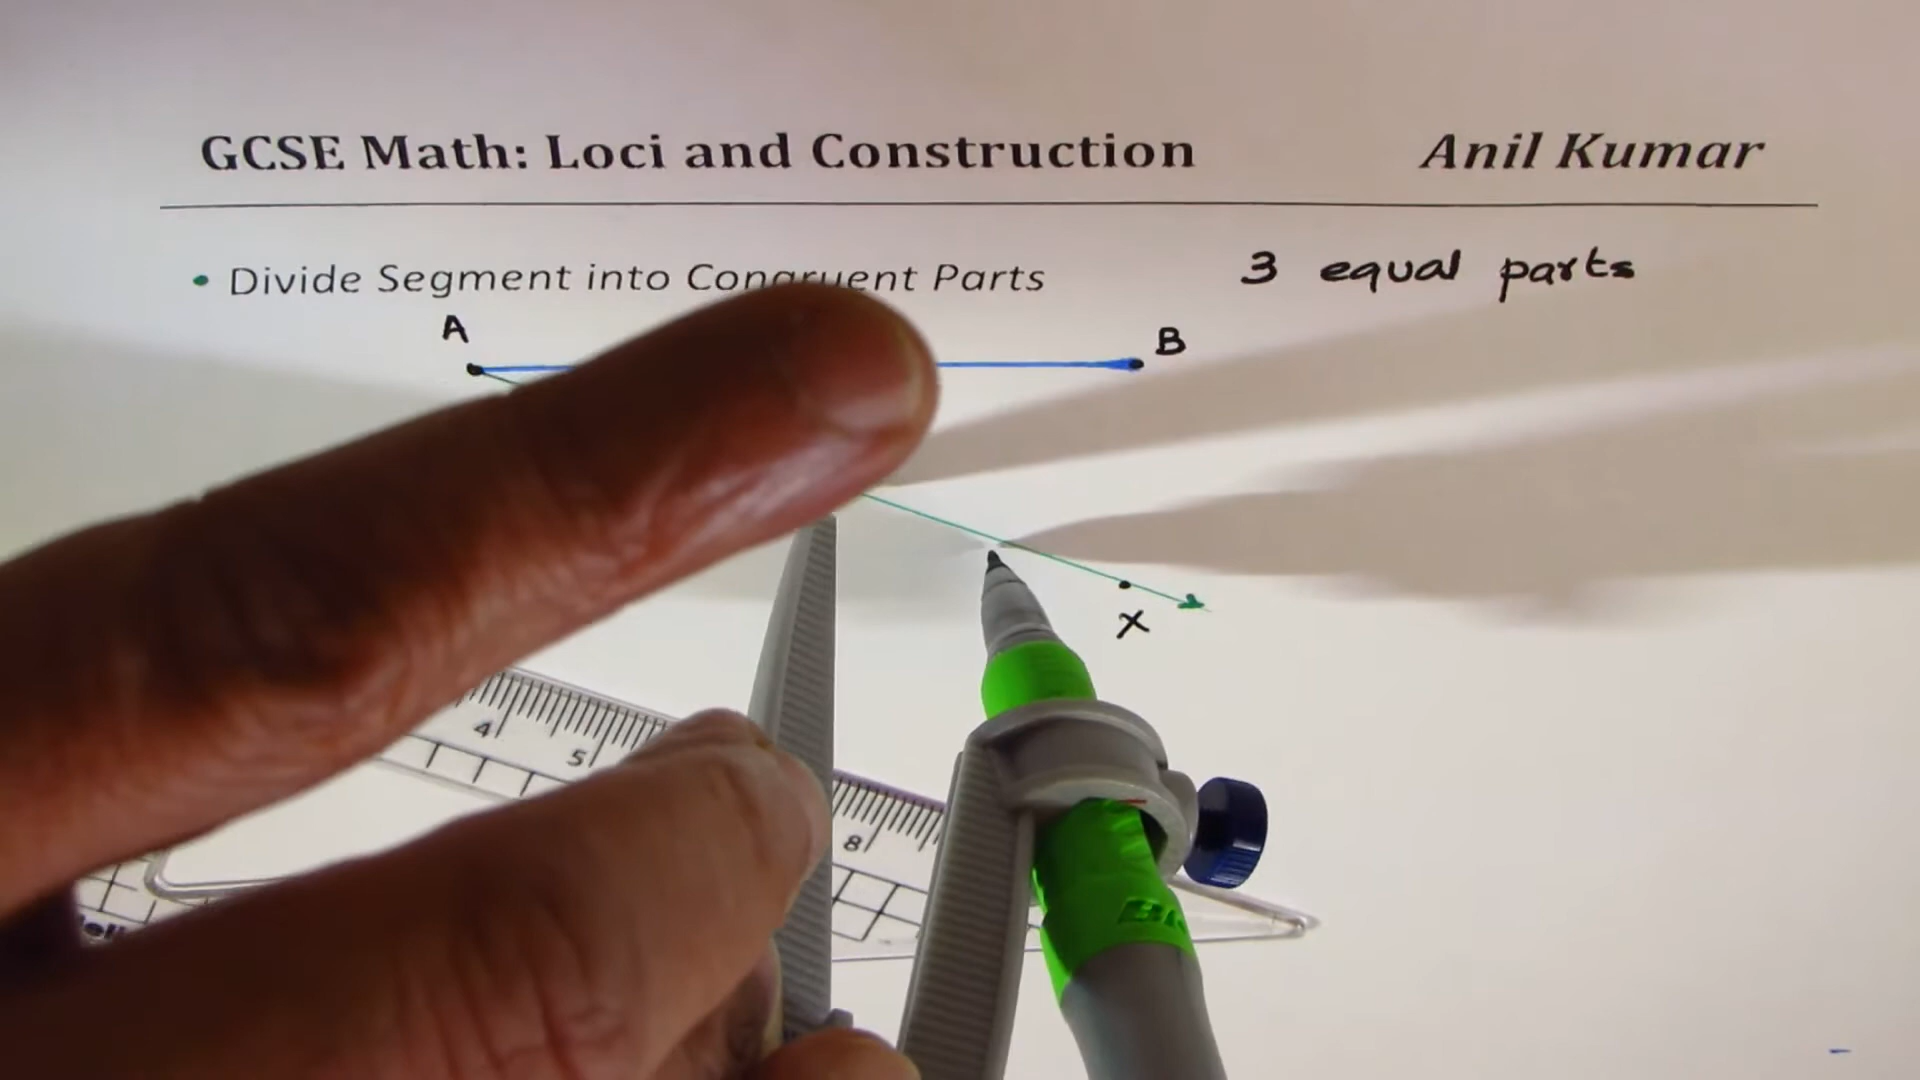 GCSE Math: Loci and Construction Anil Kumar
• Divide Segment into Congruent Parts 3 equal parts
A
B
X
4
5
8